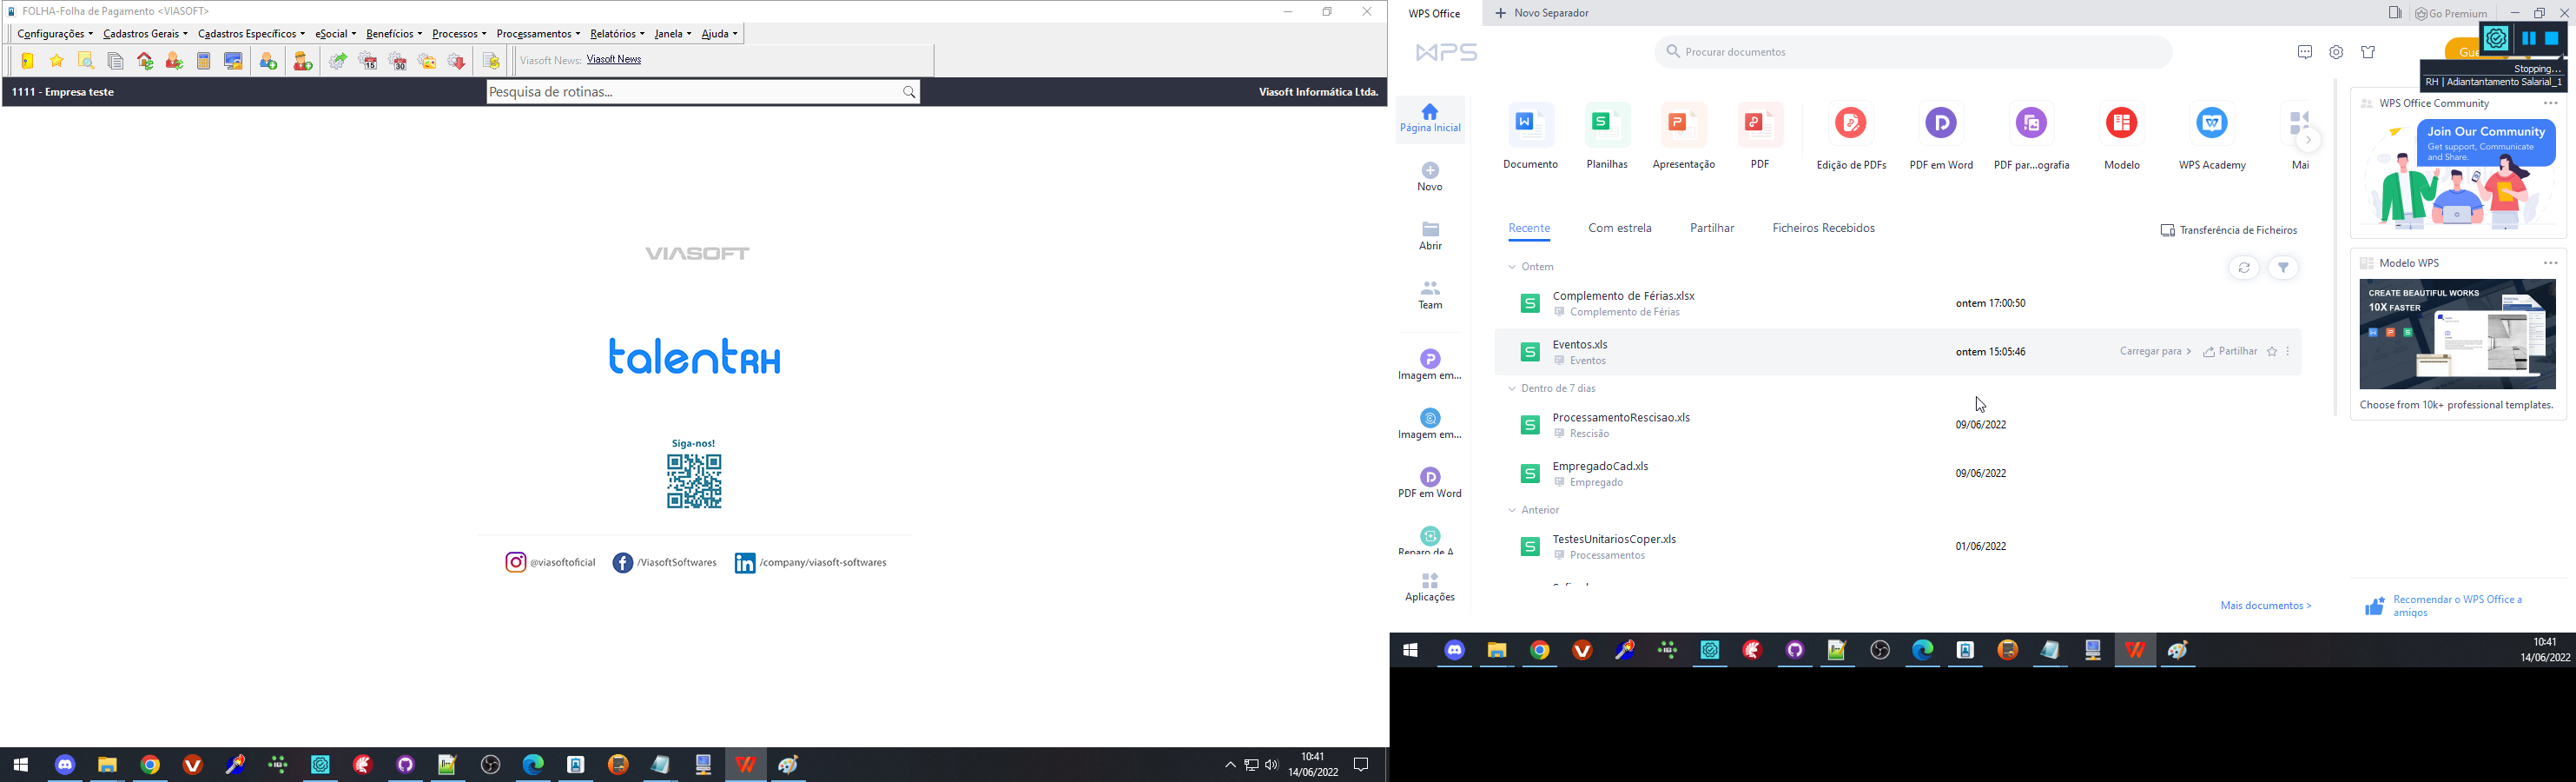 FOLHA-Folha de Pagamento <VIASOFT>
Configurações Cadastros Gerais Cadastros Específicos eSocial Benefícios Processos Processamentos Relatórios Janela Ajuda
15 30 Viasoft News: Viasoft News
1111 - Empresa teste
Pesquisa de rotinas...
Viasoft Informática Ltda.
VIASOFT
talentRH
Siga-nos!
@viasoftoficial
/ViasoftSoftwares
/company/viasoft-softwares
10:41
14/06/2022
WPS Office
Novo Separador
Go Premium
WPS
Procurar documentos
Stopping...
RH | Adiantantamento Salarial_1
Página Inicial
Novo
Abrir
Team
Imagem em...
Imagem em...
PDF em Word
Reparo de A
Aplicações
Documento
Planilhas
Apresentação
PDF
Edição de PDFs
PDF em Word
PDF par...ografia
Modelo
WPS Academy
Mai
Recente
Com estrela
Partilhar
Ficheiros Recebidos
Transferência de Ficheiros
Ontem
Complemento de Férias.xlsx
Complemento de Férias
ontem 17:00:50
Eventos.xls
Eventos
ontem 15:05:46
Carregar para >
Partilhar
Dentro de 7 dias
ProcessamentoRescisao.xls
Rescisão
09/06/2022
EmpregadoCad.xls
Empregado
09/06/2022
Anterior
TestesUnitariosCoper.xls
Processamentos
01/06/2022
Mais documentos >
WPS Office Community
Join Our Community
Get support, Communicate
and Share.
Modelo WPS
CREATE BEAUTIFUL WORKS
10X FASTER
Choose from 10k+ professional templates.
Recomendar o WPS Office a
amigos
10:41
14/06/2022